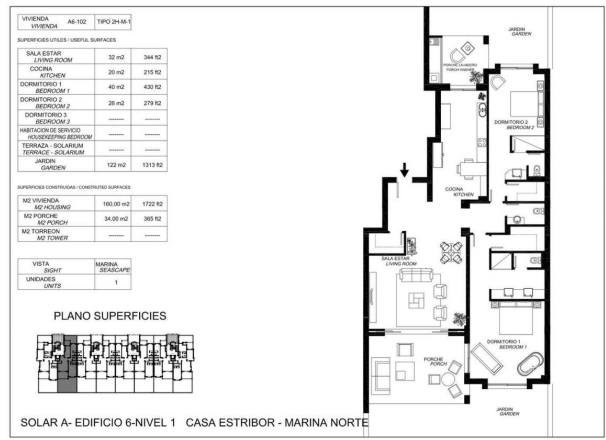 VIVIENDA A6-102 TIPO 2H-M-1
VIVIENDA
SUPERFICIES UTILES / USEFUL SURFACES
SALA ESTAR 32 m2 344 ft2
LIVING ROOM
COCINA 20 m2 215 ft2
KITCHEN
DORMITORIO 1 40 m2 430 ft2
BEDROOM 1
DORMITORIO 2 26 m2 279 ft2
BEDROOM 2
DORMITORIO 3 -------- --------
BEDROOM 3
HABITACION DE SERVICIO -------- --------
HOUSEKEEPING BEDROOM
TERRAZA - SOLARIUM -------- --------
TERRACE - SOLARIUM
JARDIN 122 m2 1313 ft2
GARDEN
SUPERFICIES CONSTRUIDAS / CONSTRUTED SURFACES
M2 VIVIENDA 160,00 m2 1722 ft2
M2 HOUSING
M2 PORCHE 34,00 m2 365 ft2
M2 PORCH
M2 TORREON -------- --------
M2 TOWER
VISTA MARINA
SIGHT SEASCAPE
UNIDADES 1
UNITS
PLANO SUPERFICIES
SOLAR A- EDIFICIO 6-NIVEL 1 CASA ESTRIBOR - MARINA NORTE
JARDIN
GARDEN
PORCHE LAVADERO
PORCH WASHER
DORMITORIO 2
BEDROOM 2
COCINA
KITCHEN
SALA ESTAR
LIVING ROOM
DORMITORIO 1
BEDROOM 1
PORCHE
PORCH
JARDIN
GARDEN